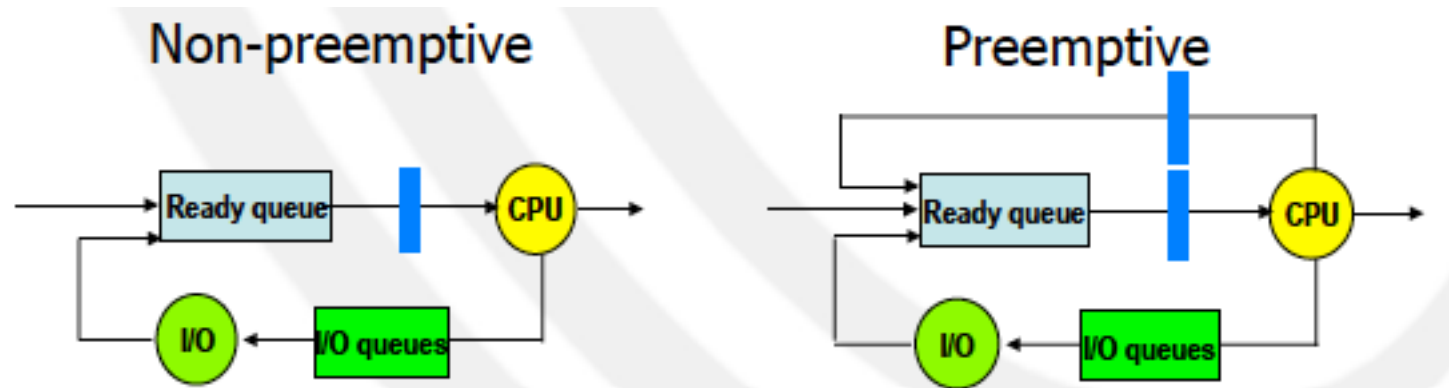 Non-preemptive
Ready queue
CPU
I/O
I/O queues
Preemptive
Ready queue
CPU
I/O
I/O queues